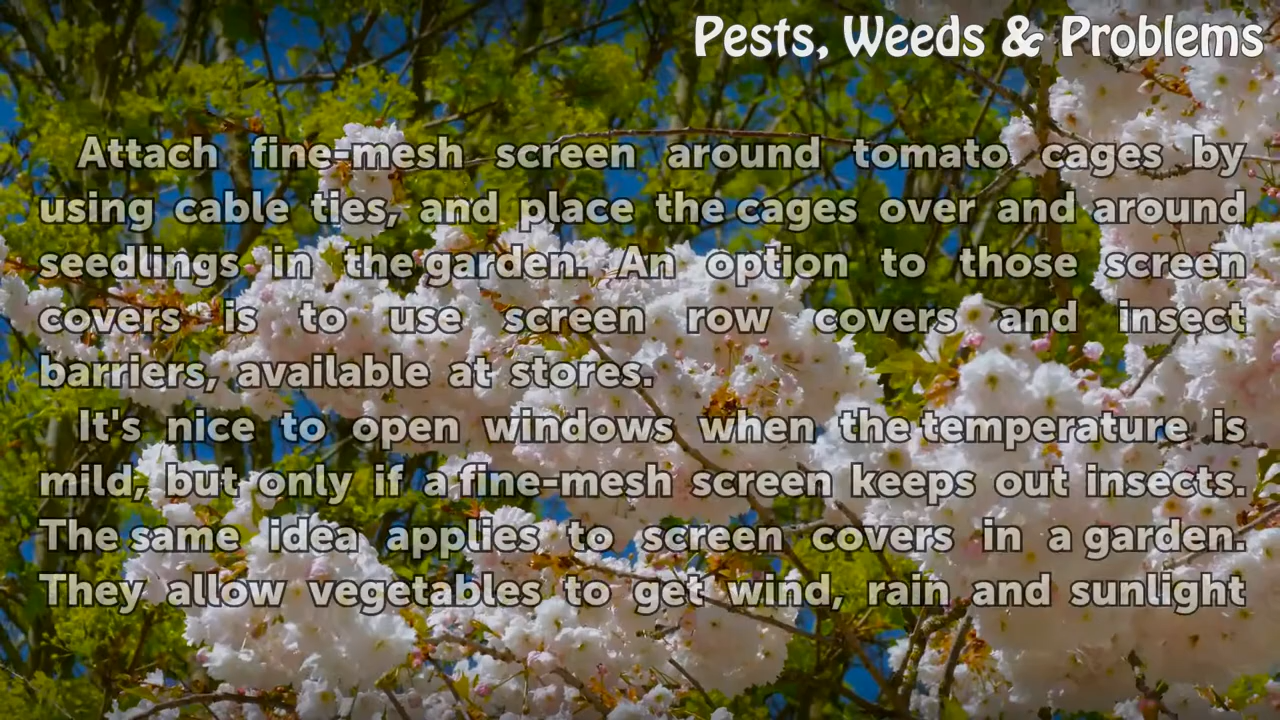 Pests, Weeds & Problems
Attach fine-mesh screen around tomato cages by
using cable ties, and place the cages over and around
seedlings in the garden. An option to those screen
covers is to use screen row covers and insect
barriers, available at stores.
It's nice to open windows when the temperature is
mild, but only if a fine-mesh screen keeps out insects.
The same idea applies to screen covers in a garden.
They allow vegetables to get wind, rain and sunlight